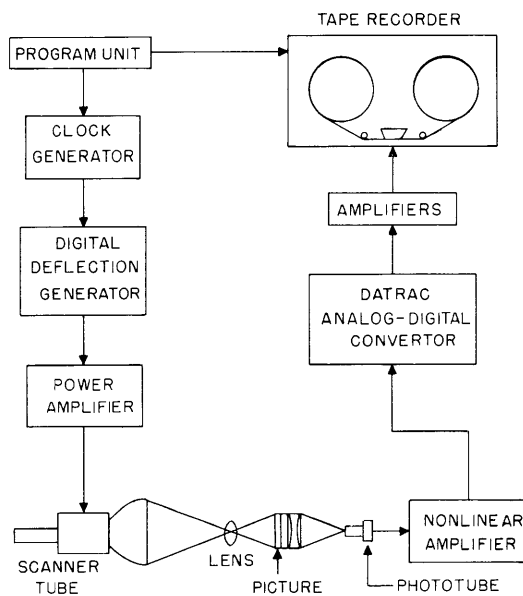 TAPE RECORDER
PROGRAM UNIT
CLOCK
GENERATOR
AMPLIFIERS
DIGITAL
DEFLECTION
GENERATOR
DATRAC
ANALOG-DIGITAL
CONVERTOR
POWER
AMPLIFIER
NONLINEAR
AMPLIFIER
SCANNER
TUBE
LENS
PICTURE
PHOTOTUBE